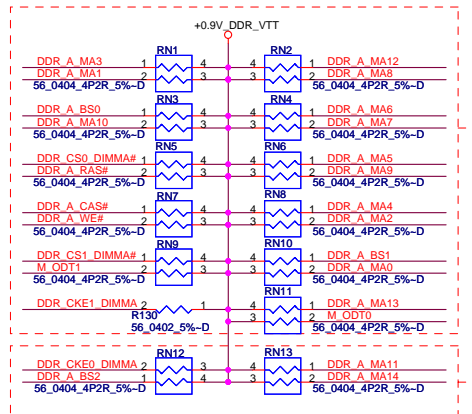 +0.9V_DDR_VTT
RN1 RN2
DDR_A_MA3 1 4 4 1 DDR_A_MA12
DDR_A_MA1 2 3 3 2 DDR_A_MA8
56_0404_4P2R_5%~D 56_0404_4P2R_5%~D
RN3 RN4
DDR_A_BS0 1 4 4 1 DDR_A_MA6
DDR_A_MA10 2 3 3 2 DDR_A_MA7
56_0404_4P2R_5%~D 56_0404_4P2R_5%~D
RN5 RN6
DDR_CS0_DIMMA# 1 4 4 1 DDR_A_MA5
DDR_A_RAS# 2 3 3 2 DDR_A_MA9
56_0404_4P2R_5%~D 56_0404_4P2R_5%~D
RN7 RN8
DDR_A_CAS# 1 4 4 1 DDR_A_MA4
DDR_A_WE# 2 3 3 2 DDR_A_MA2
56_0404_4P2R_5%~D 56_0404_4P2R_5%~D
RN9 RN10
DDR_CS1_DIMMA# 1 4 4 1 DDR_A_BS1
M_ODT1 2 3 3 2 DDR_A_MA0
56_0404_4P2R_5%~D 56_0404_4P2R_5%~D
RN11
DDR_CKE1_DIMMA 2 1 4 1 DDR_A_MA13
R130 3 2 M_ODT0
56_0402_5%~D 56_0404_4P2R_5%~D
RN12 RN13
DDR_CKE0_DIMMA 2 3 4 1 DDR_A_MA11
DDR_A_BS2 1 4 3 2 DDR_A_MA14
56_0404_4P2R_5%~D 56_0404_4P2R_5%~D